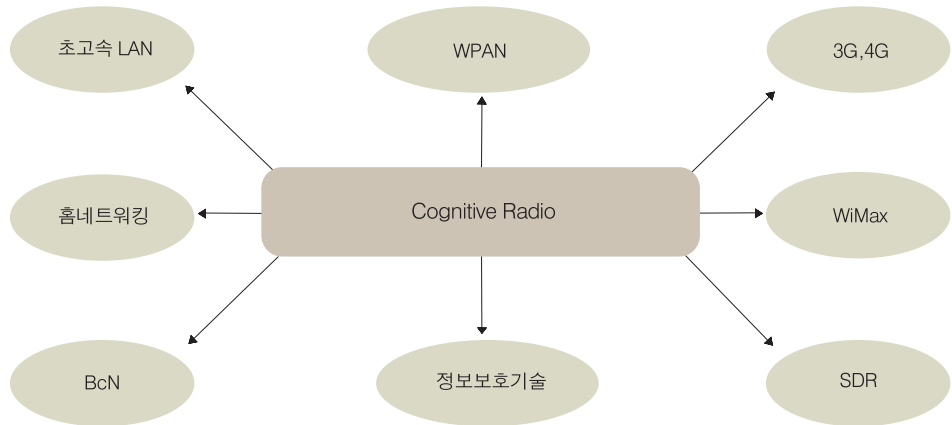 초고속 LAN
WPAN
3G,4G
홈네트워킹
Cognitive Radio
WiMax
BcN
정보보호기술
SDR